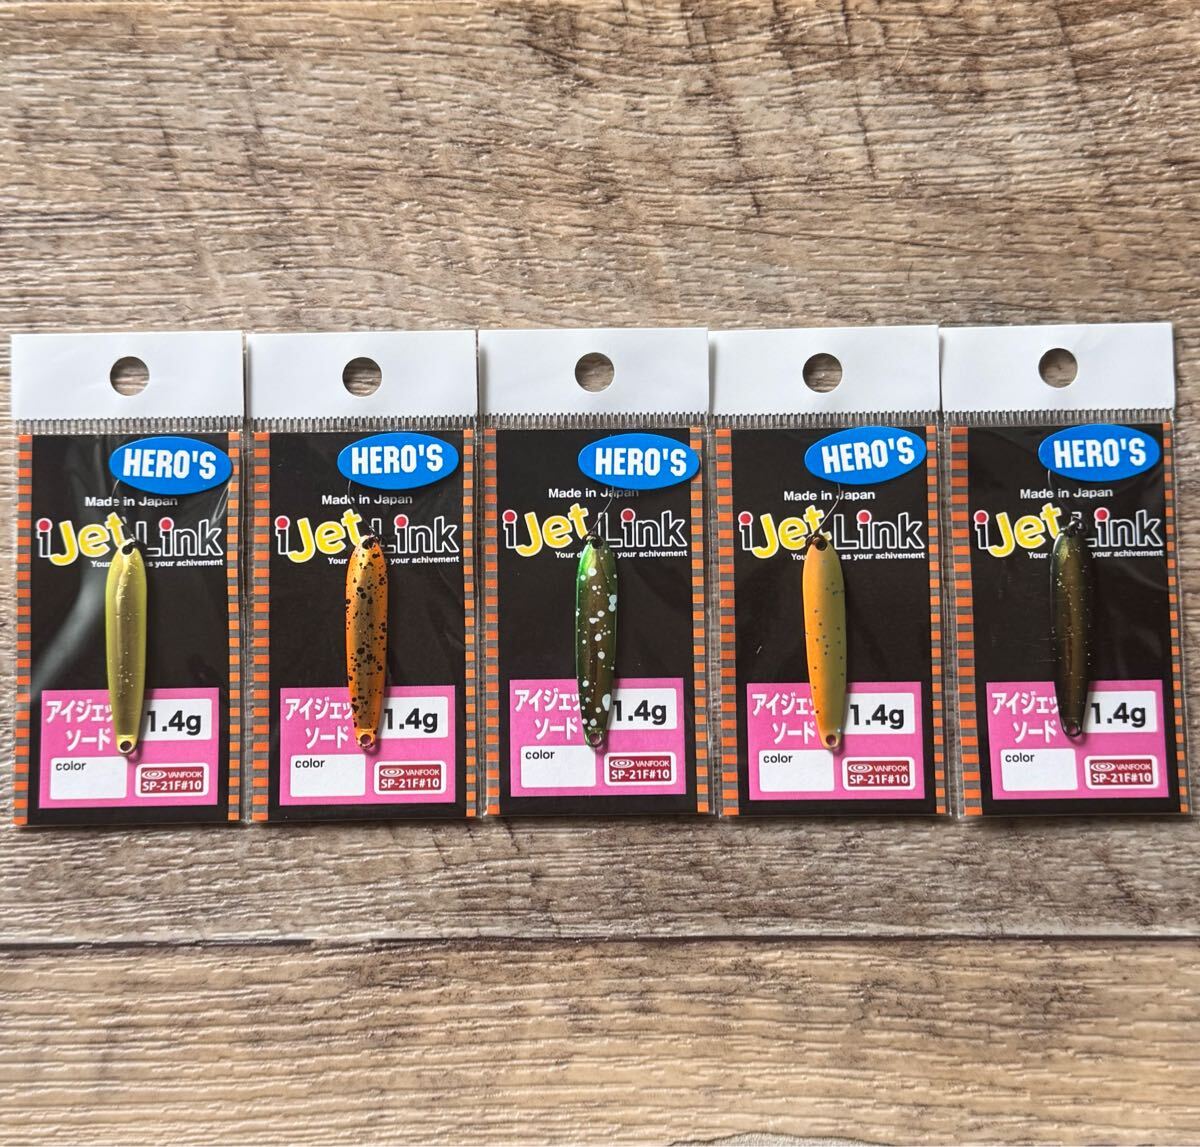 HERO'S
Made in Japan
iJetLink
Your as your achivement
アイジェッ
ソード
1.4g
color
VANFOOK
SP-21F#10
HERO'S
Made in Japan
iJetLink
Your as your achivement
アイジェッ
ソード
1.4g
color
VANFOOK
SP-21F#10
HERO'S
Made in Japan
iJetLink
Your as your achievement
アイジェッ
ソード
1.4g
color
VANFOOK
SP-21F#10
HERO'S
Made in Japan
iJetLink
Your as your achivement
アイジェッ
ソード
1.4g
color
VANFOOK
SP-21F#10
HERO'S
Made in Japan
iJetLink
Your as your achivement
アイジェッ
ソード
1.4g
color
VANFOOK
SP-21F#10